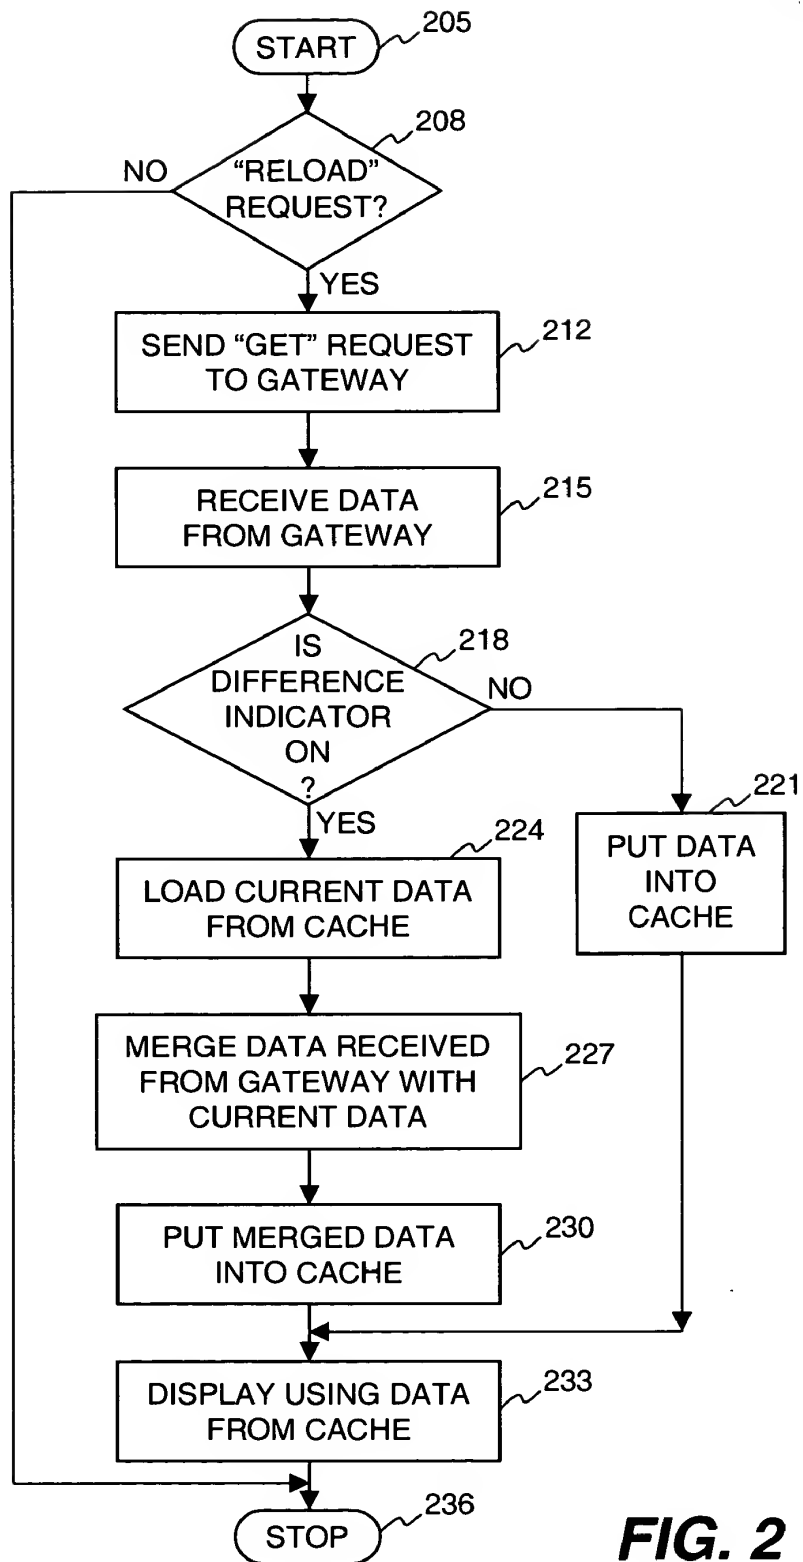 START
205
208
NO
“RELOAD”
REQUEST?
YES
SEND “GET” REQUEST
TO GATEWAY
212
RECEIVE DATA
FROM GATEWAY
215
IS
DIFFERENCE
INDICATOR
ON
?
218
NO
YES
221
PUT DATA
INTO
CACHE
224
LOAD CURRENT DATA
FROM CACHE
MERGE DATA RECEIVED
FROM GATEWAY WITH
CURRENT DATA
227
PUT MERGED DATA
INTO CACHE
230
DISPLAY USING DATA
FROM CACHE
233
STOP
236
FIG. 2